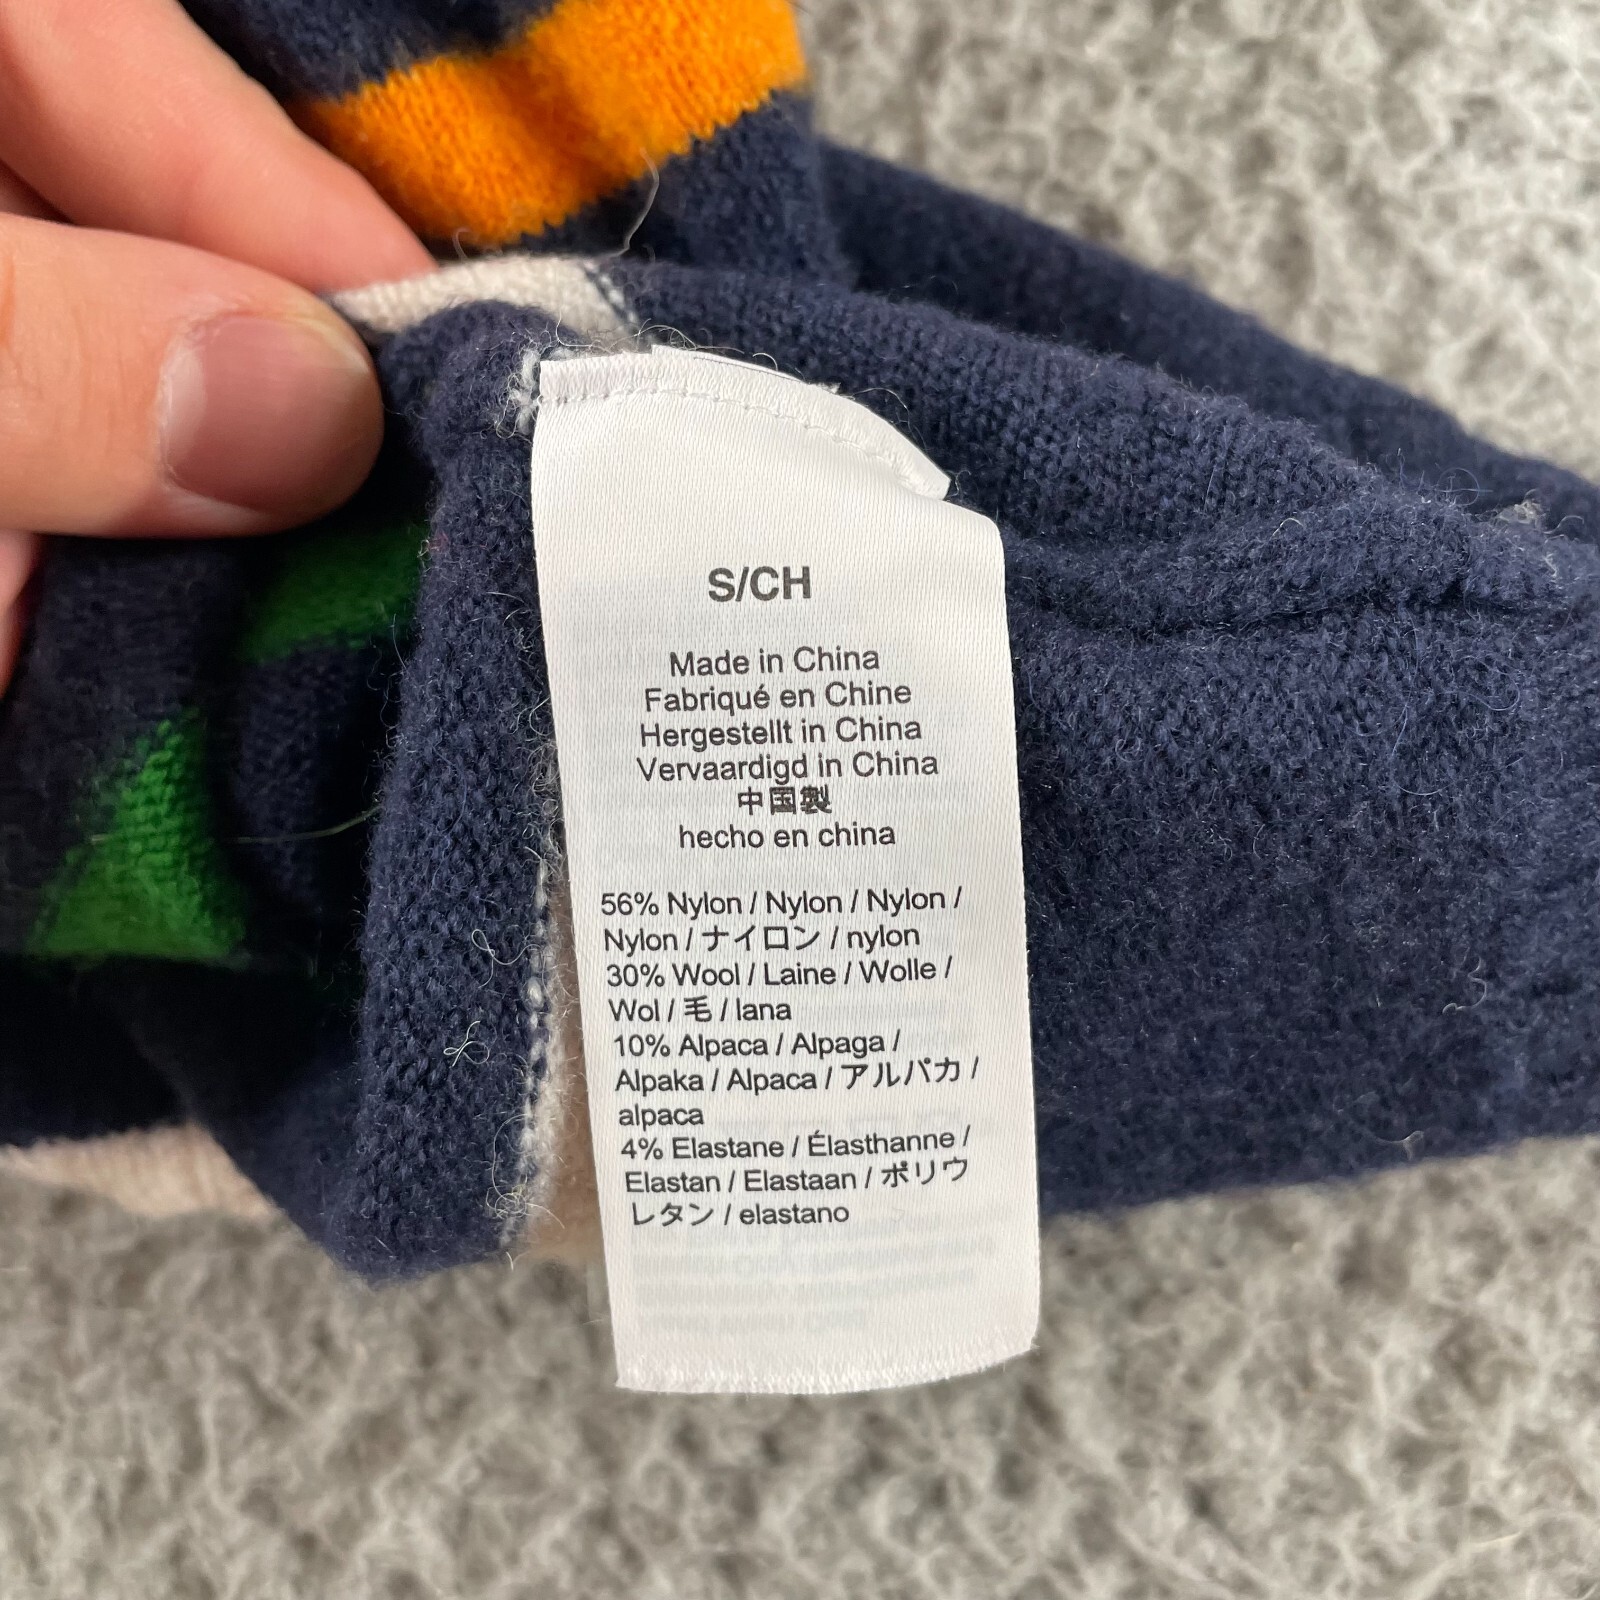 S/CH
Made in China
Fabriqué en Chine
Hergestellt in China
Vervaardigd in China
中国製
hecho en china
56% Nylon / Nylon / Nylon /
Nylon / ナイロン / nylon
30% Wool / Laine / Wolle /
Wol / 毛 / lana
10% Alpaca / Alpaga /
Alpaka / Alpaca / アルパカ /
alpaca
4% Elastane / Élasthanne /
Elastan / Elastaan / ポリウ
レタン / elastano